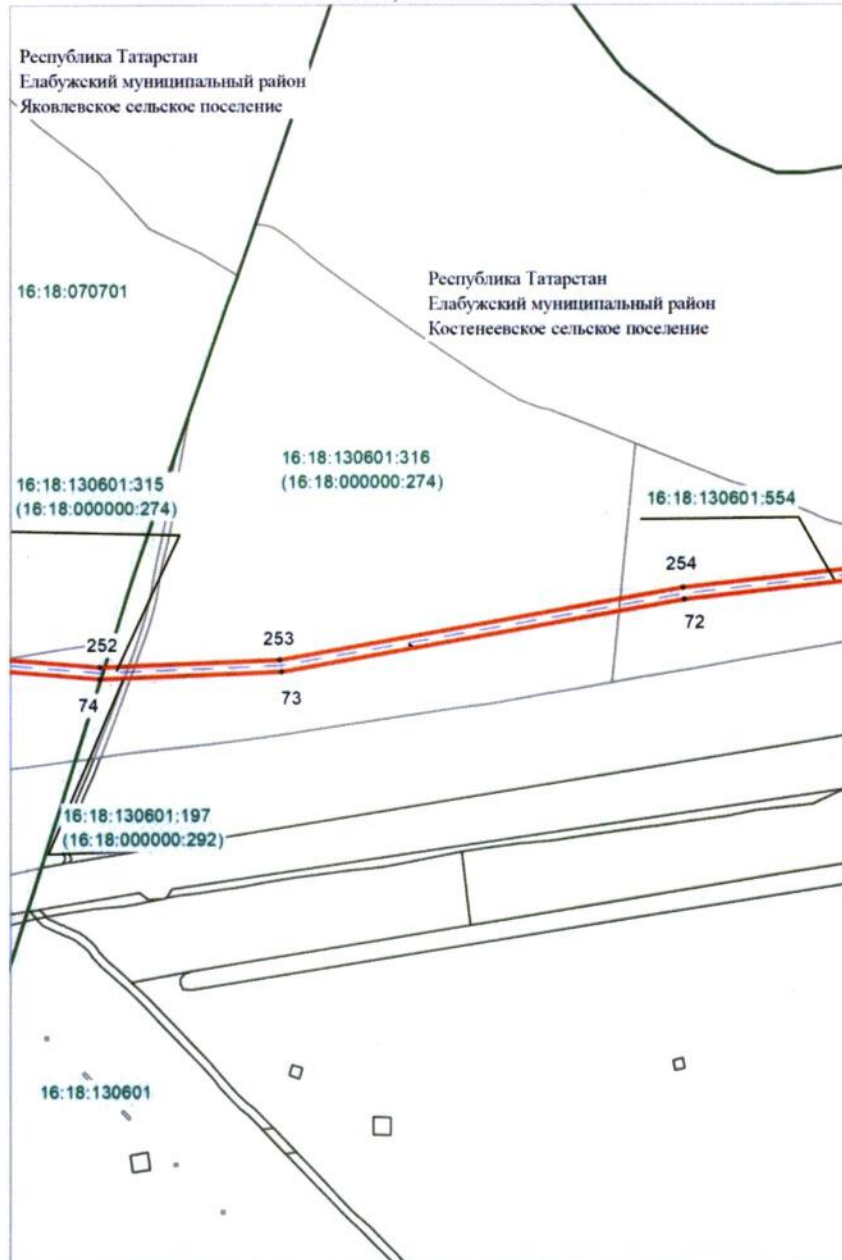 Республика Татарстан
Елабужский муниципальный район
Яковлевское сельское поселение
Республика Татарстан
Елабужский муниципальный район
Костенеевское сельское поселение
16:18:070701
16:18:130601:316
(16:18:000000:274)
16:18:130601:315
(16:18:000000:274)
16:18:130601:554
254
72
252
253
74
73
16:18:130601:197
(16:18:000000:292)
16:18:130601